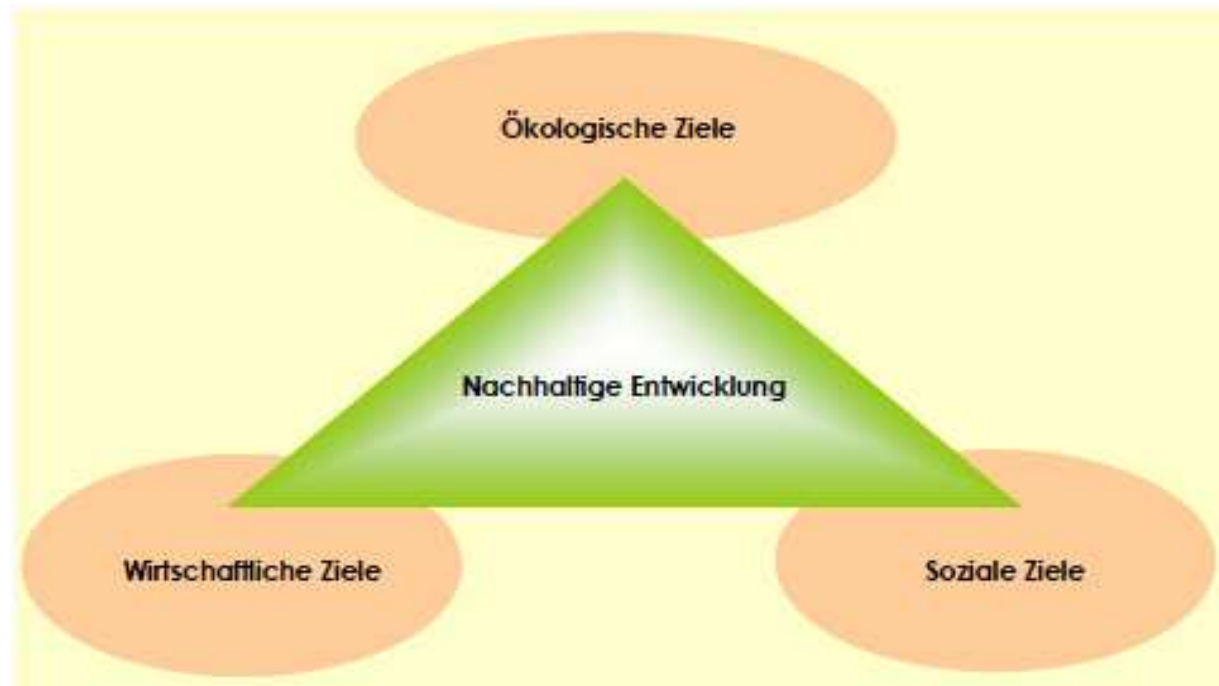 Ökologische Ziele
Nachhaltige Entwicklung
Wirtschaftliche Ziele
Soziale Ziele